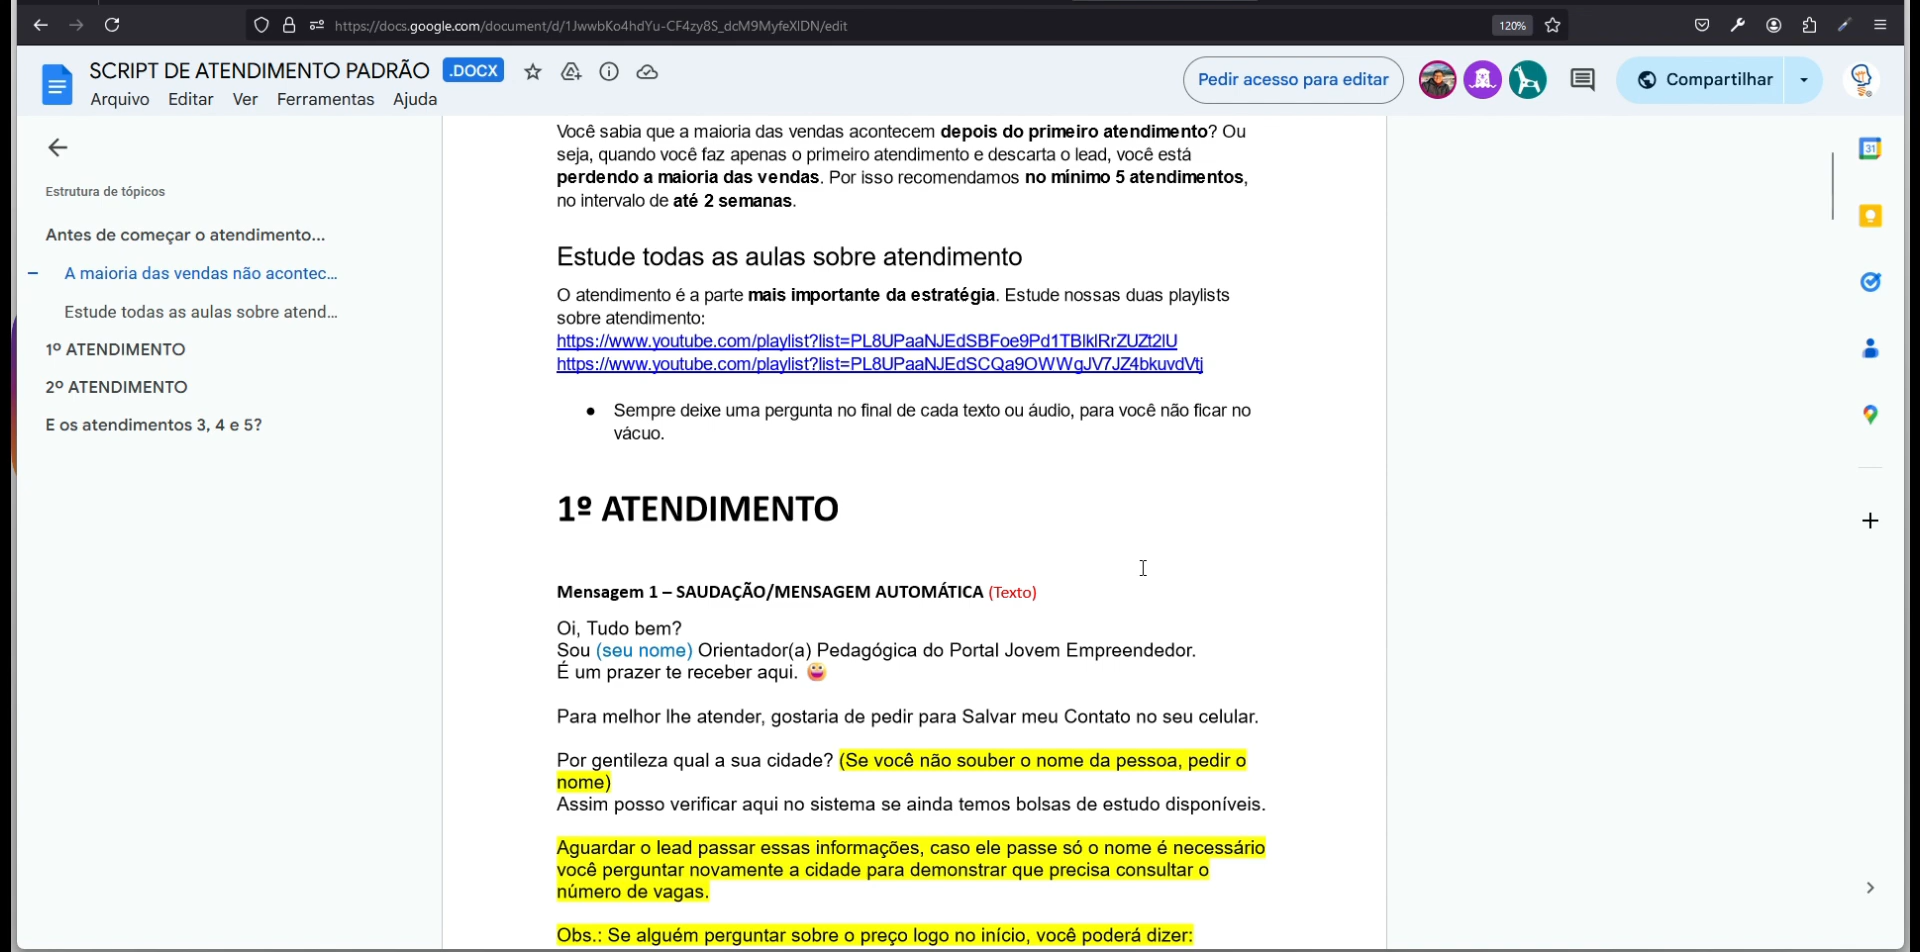 https://docs.google.com/document/d/1JwwbKo4hdYu-CF4zy8S_dcM9MyfeXlDN/edit
120%
SCRIPT DE ATENDIMENTO PADRÃO .DOCX
Arquivo Editar Ver Ferramentas Ajuda
Pedir acesso para editar
Compartilhar
Estrutura de tópicos
Antes de começar o atendimento...
A maioria das vendas não acontec...
Estude todas as aulas sobre atend...
1º ATENDIMENTO
2º ATENDIMENTO
E os atendimentos 3, 4 e 5?
Você sabia que a maioria das vendas acontecem depois do primeiro atendimento? Ou
seja, quando você faz apenas o primeiro atendimento e descarta o lead, você está
perdendo a maioria das vendas. Por isso recomendamos no mínimo 5 atendimentos,
no intervalo de até 2 semanas.
Estude todas as aulas sobre atendimento
O atendimento é a parte mais importante da estratégia. Estude nossas duas playlists
sobre atendimento:
https://www.youtube.com/playlist?list=PL8UPaaNJEdSBFoe9Pd1TBlklRrZUZt2lU
https://www.youtube.com/playlist?list=PL8UPaaNJEdSCQa9OWWgJV7JZ4bkuvdVtj
● Sempre deixe uma pergunta no final de cada texto ou áudio, para você não ficar no
vácuo.
1º ATENDIMENTO
Mensagem 1 – SAUDAÇÃO/MENSAGEM AUTOMÁTICA (Texto)
Oi, Tudo bem?
Sou (seu nome) Orientador(a) Pedagógica do Portal Jovem Empreendedor.
É um prazer te receber aqui. 😀
Para melhor lhe atender, gostaria de pedir para Salvar meu Contato no seu celular.
Por gentileza qual a sua cidade? (Se você não souber o nome da pessoa, pedir o
nome)
Assim posso verificar aqui no sistema se ainda temos bolsas de estudo disponíveis.
Aguardar o lead passar essas informações, caso ele passe só o nome é necessário
você perguntar novamente a cidade para demonstrar que precisa consultar o
número de vagas.
Obs.: Se alguém perguntar sobre o preço logo no início, você poderá dizer:
31